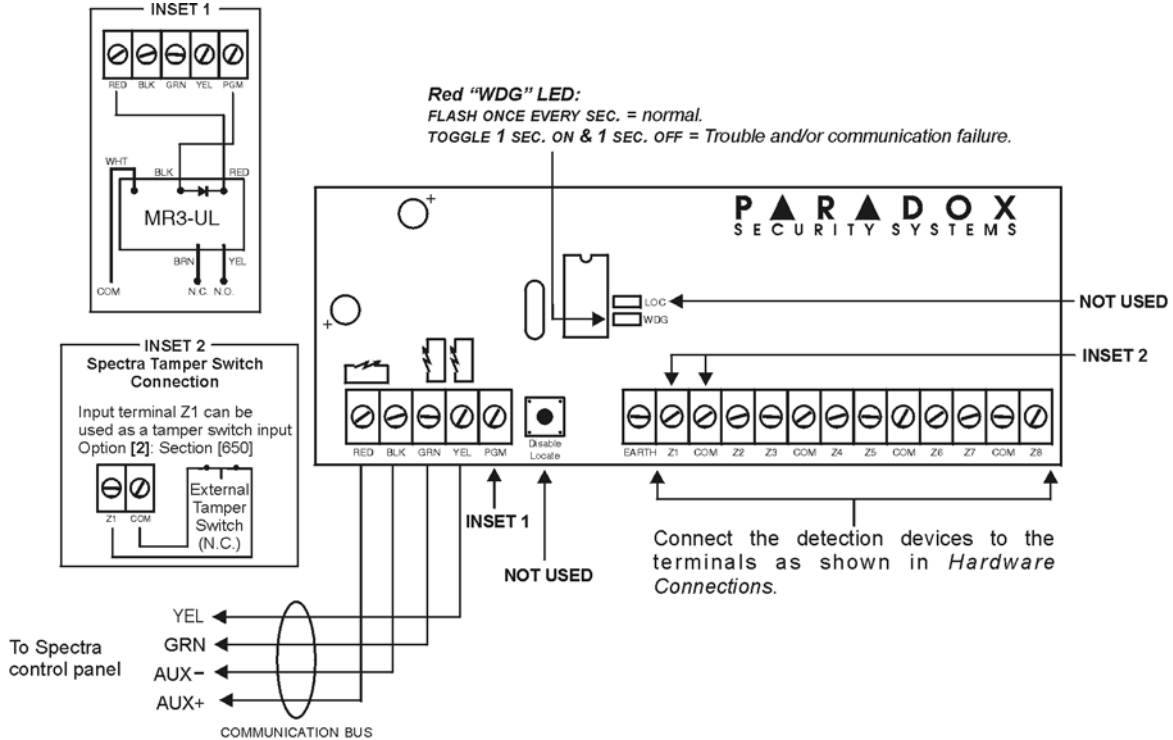 INSET 1
RED BLK GRN YEL PGM
WHT BLK RED
MR3-UL
BRN YEL
COM N.C. N.O.
Red “WDG” LED:
FLASH ONCE EVERY SEC. = normal.
TOGGLE 1 SEC. ON & 1 SEC. OFF = Trouble and/or communication failure.
PARADOX
SECURITY SYSTEMS
+
+
LOC
WDG
NOT USED
INSET 2
INSET 2
Spectra Tamper Switch
Connection
Input terminal Z1 can be
used as a tamper switch input
Option [2]: Section [650]
Z1 COM
External
Tamper
Switch
(N.C.)
RED BLK GRN YEL PGM
Disable
Locate
EARTH Z1 COM Z2 Z3 COM Z4 Z5 COM Z6 Z7 COM Z8
INSET 1
NOT USED
Connect the detection devices to the
terminals as shown in Hardware
Connections.
To Spectra
control panel
YEL
GRN
AUX−
AUX+
COMMUNICATION BUS